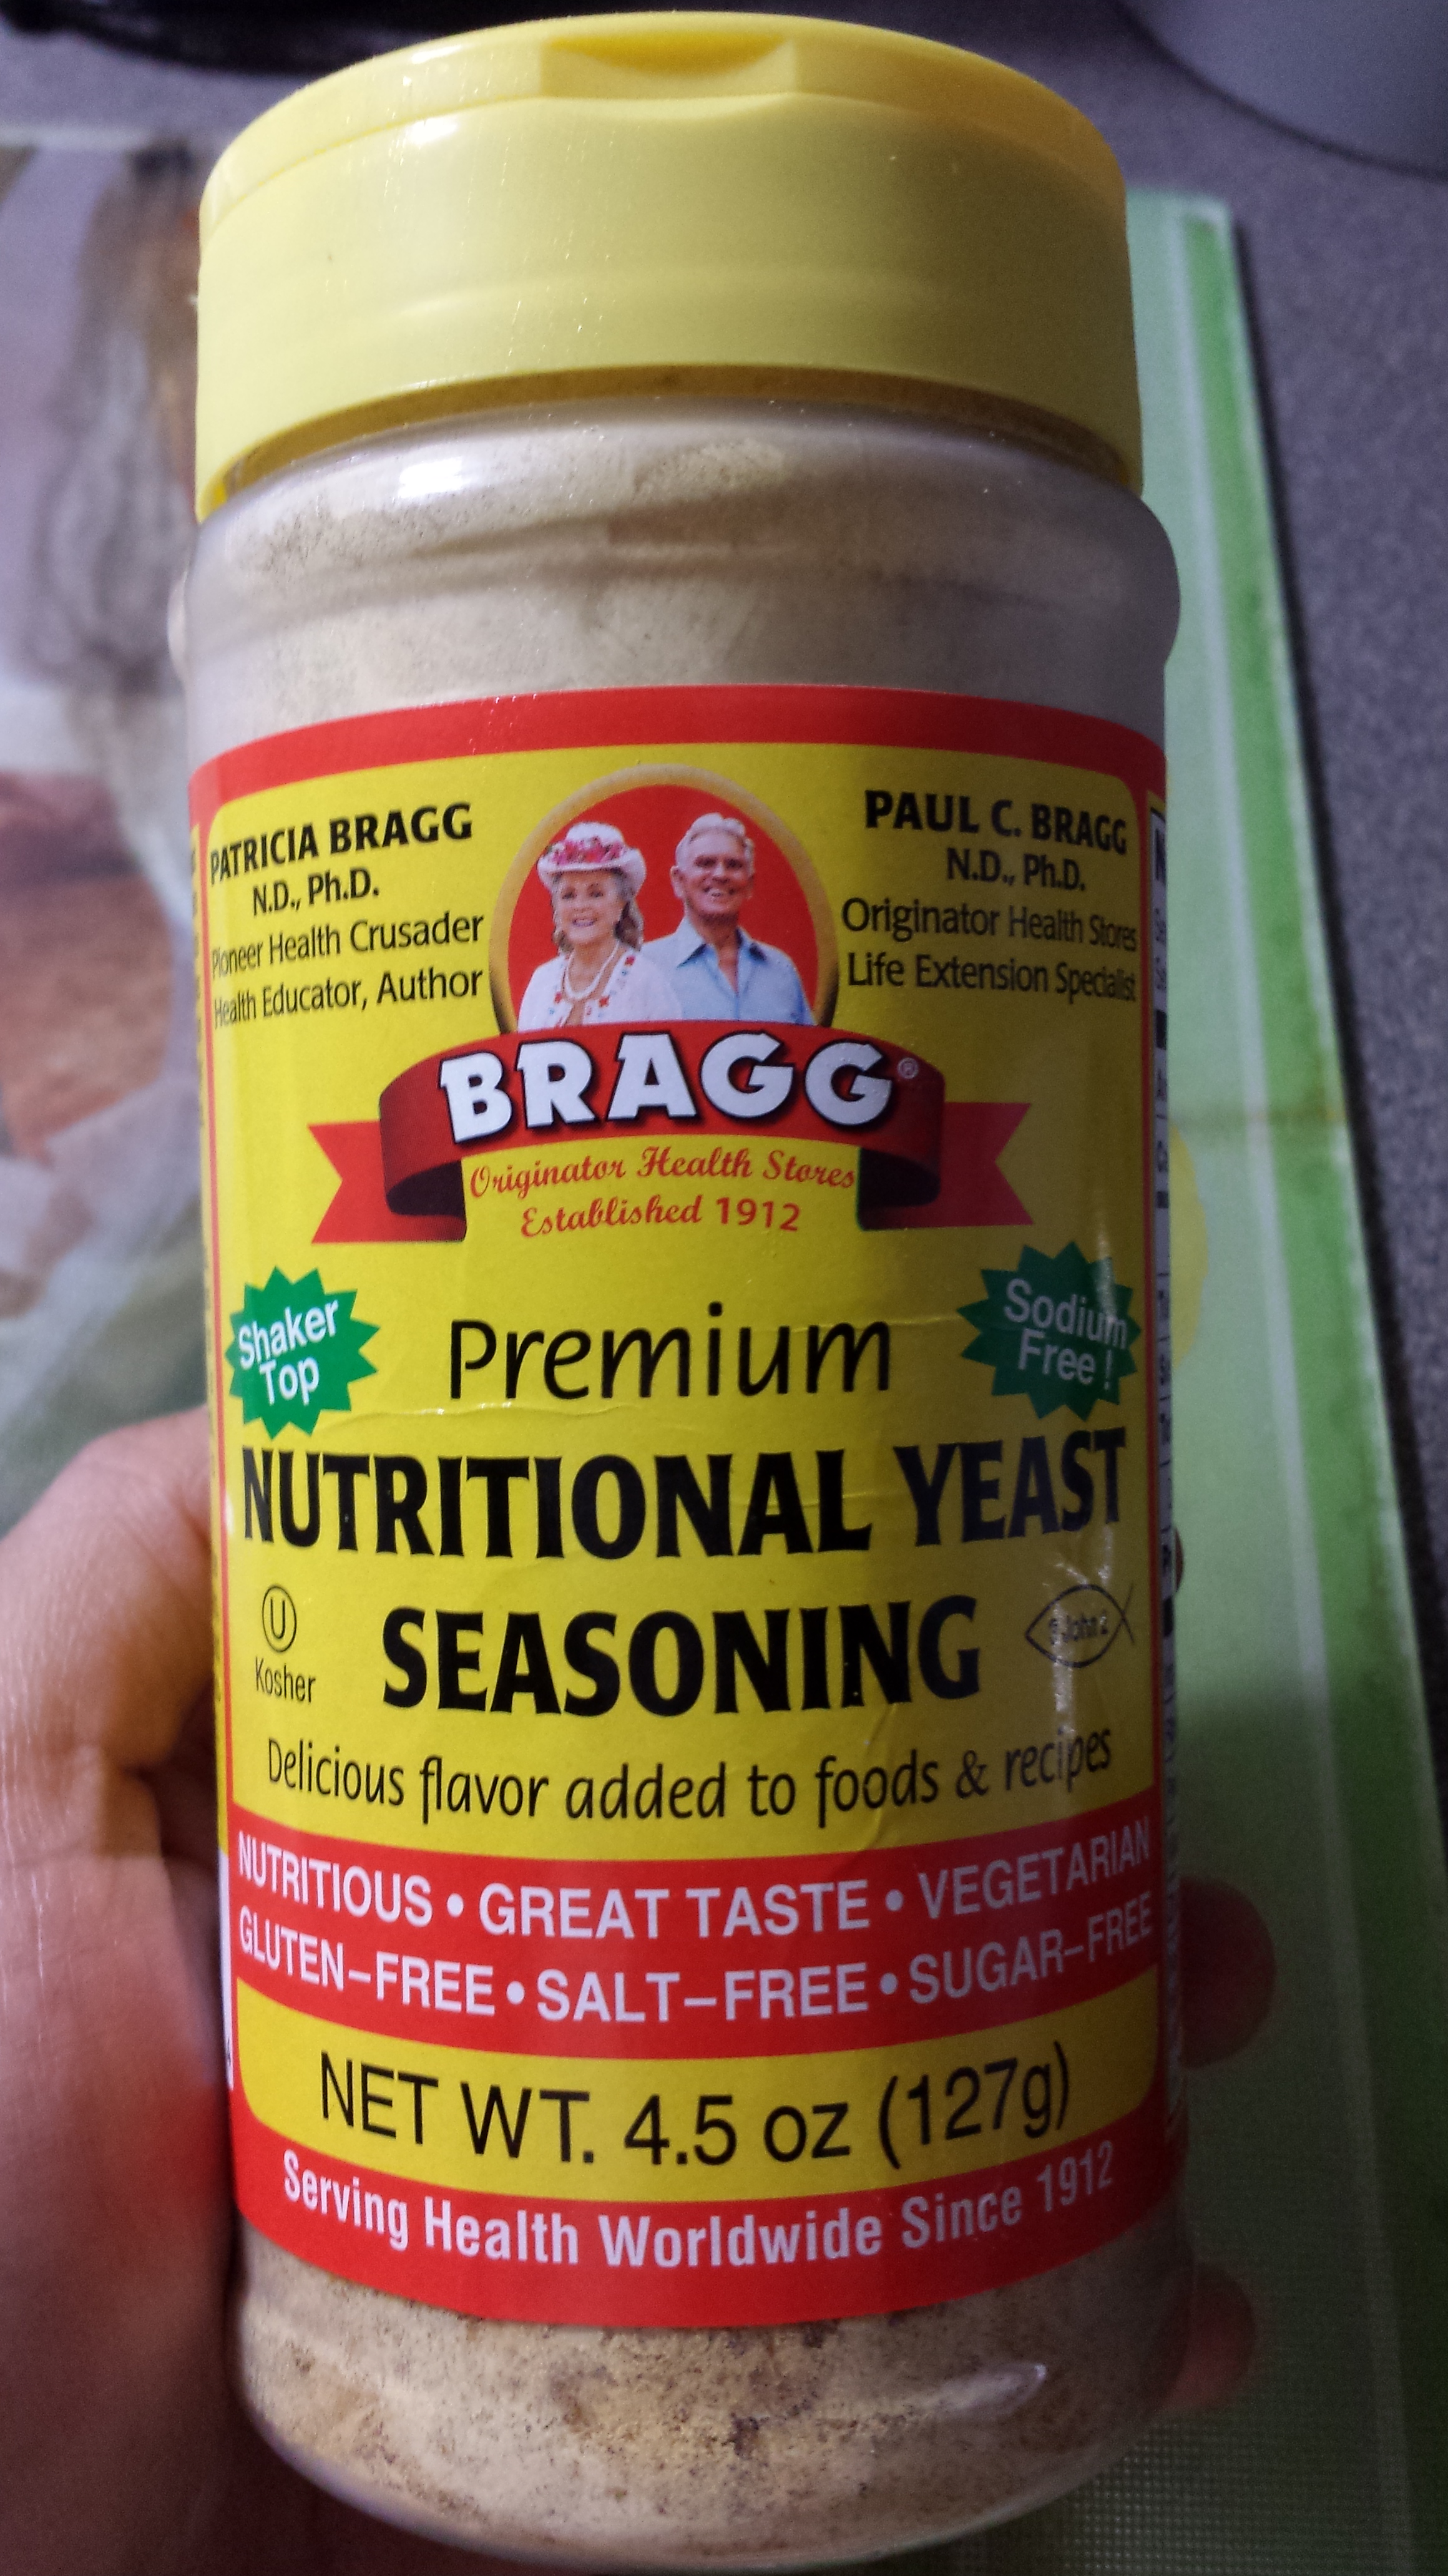 PATRICIA BRAGG
N.D., Ph.D.
Pioneer Health Crusader
Health Educator, Author
PAUL C. BRAGG
N.D., Ph.D.
Originator Health Stores
Life Extension Specialist
BRAGG®
Originator Health Stores
Established 1912
Shaker
Top
Premium
Sodium
Free!
NUTRITIONAL YEAST
SEASONING
U
Kosher
3 John 2
Delicious flavor added to foods & recipes
NUTRITIOUS • GREAT TASTE • VEGETARIAN
GLUTEN-FREE • SALT-FREE • SUGAR-FREE
NET WT. 4.5 oz (127g)
Serving Health Worldwide Since 1912